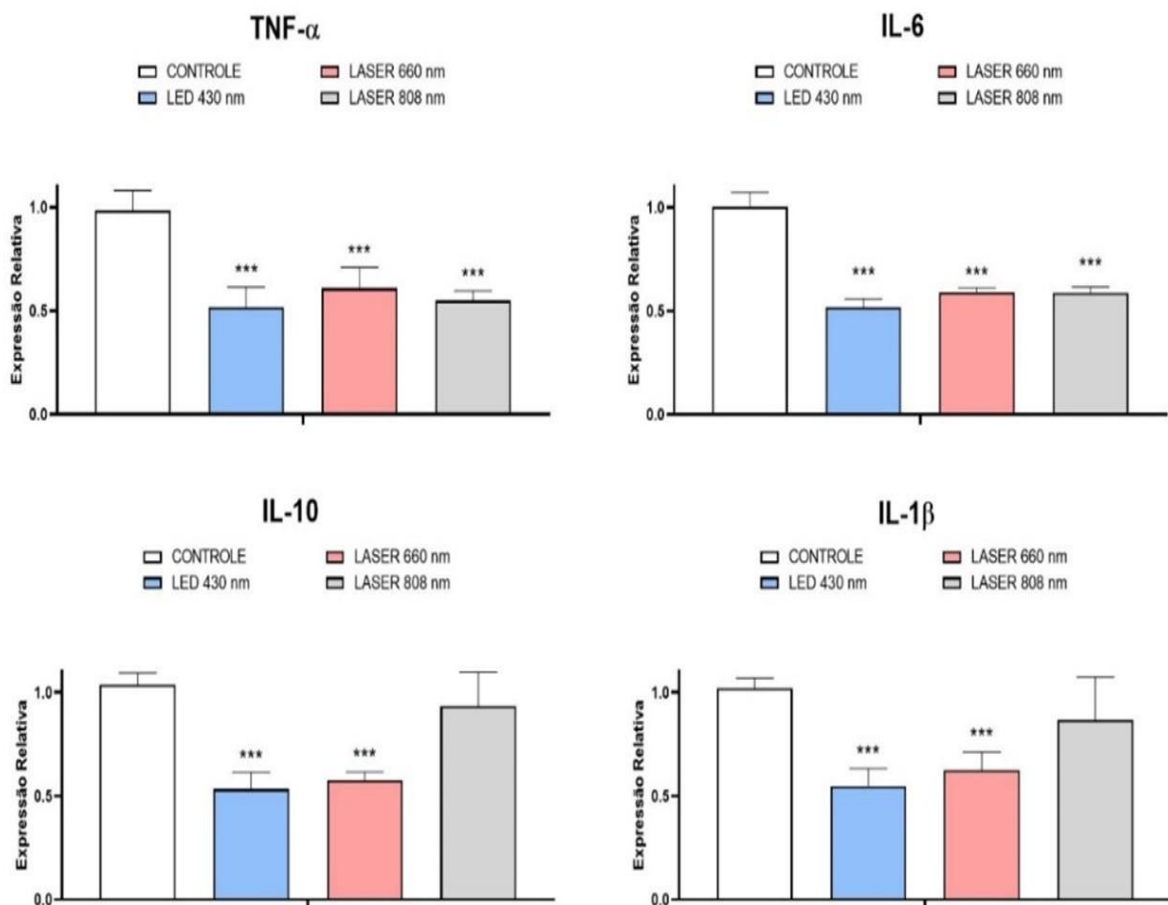 TNF-α
CONTROLE
LASER 660 nm
LED 430 nm
LASER 808 nm
Expressão Relativa
1.0
0.5
0.0
***
***
***
IL-6
CONTROLE
LASER 660 nm
LED 430 nm
LASER 808 nm
Expressão Relativa
1.0
0.5
0.0
***
***
***
IL-10
CONTROLE
LASER 660 nm
LED 430 nm
LASER 808 nm
Expressão Relativa
1.0
0.5
0.0
***
***
IL-1β
CONTROLE
LASER 660 nm
LED 430 nm
LASER 808 nm
Expressão Relativa
1.0
0.5
0.0
***
***